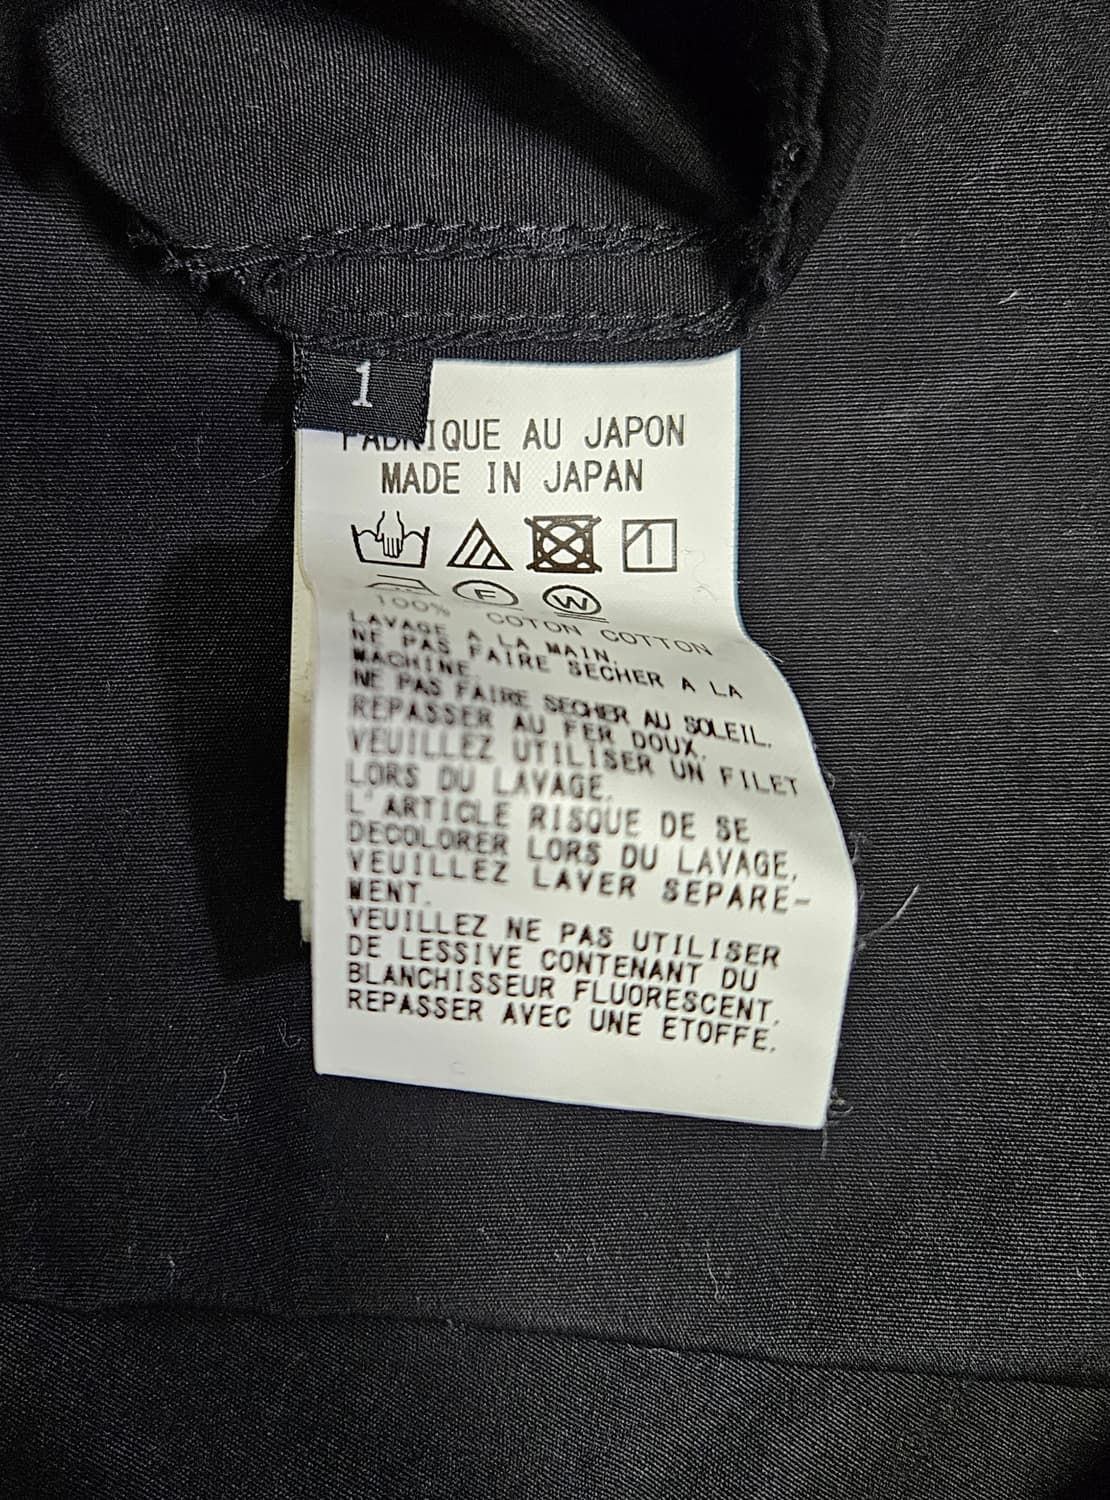 1
FABRIQUE AU JAPON
MADE IN JAPAN
F
W
100% COTON COTTON
LAVAGE A LA MAIN.
NE PAS FAIRE SECHER A LA
MACHINE.
NE PAS FAIRE SECHER AU SOLEIL.
REPASSER AU FER DOUX.
VEUILLEZ UTILISER UN FILET
LORS DU LAVAGE.
L'ARTICLE RISQUE DE SE
DECOLORER LORS DU LAVAGE,
VEUILLEZ LAVER SEPARE-
MENT.
VEUILLEZ NE PAS UTILISER
DE LESSIVE CONTENANT DU
BLANCHISSEUR FLUORESCENT.
REPASSER AVEC UNE ETOFFE.